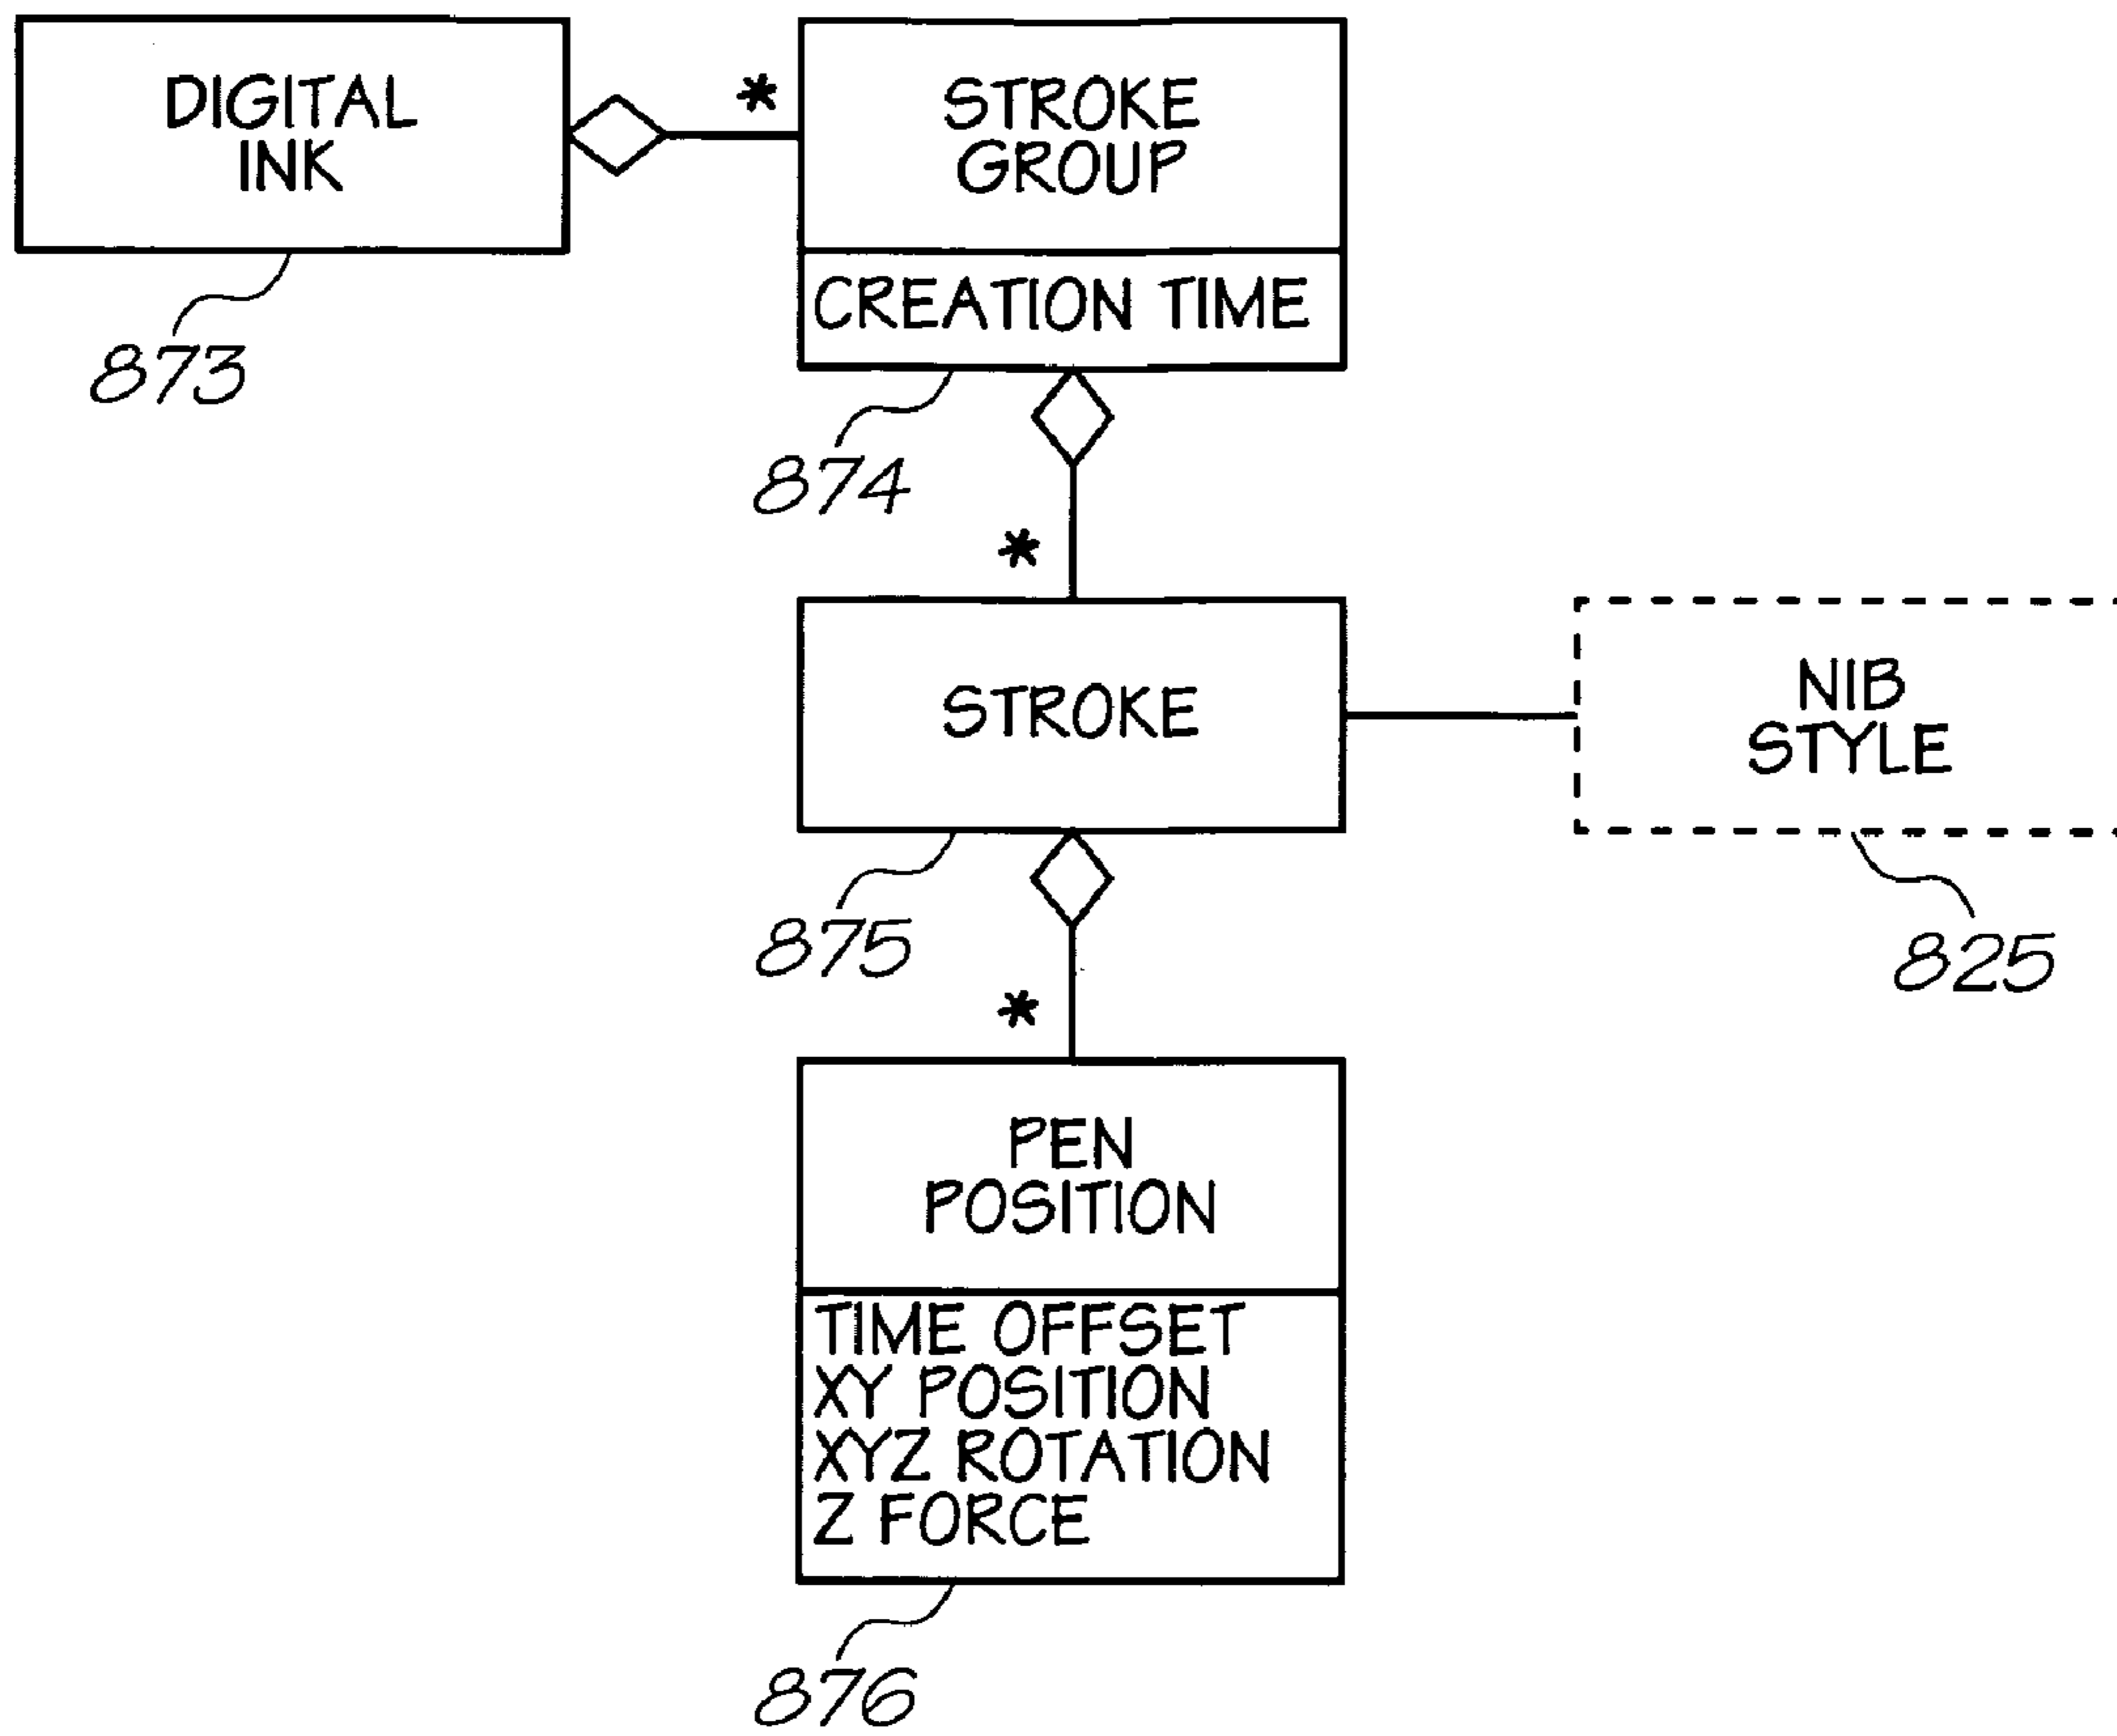 DIGITAL
INK
873
*
STROKE
GROUP
CREATION TIME
874
*
STROKE
875
NIB
STYLE
825
*
PEN
POSITION
TIME OFFSET
XY POSITION
XYZ ROTATION
Z FORCE
876